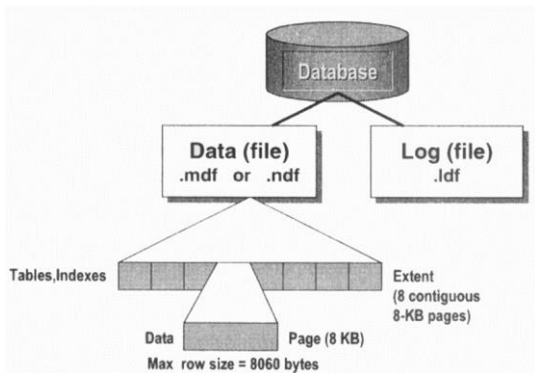 Database
Data (file)
.mdf or .ndf
Log (file)
.ldf
Tables,Indexes
Extent
(8 contiguous
8-KB pages)
Data
Page (8 KB)
Max row size = 8060 bytes